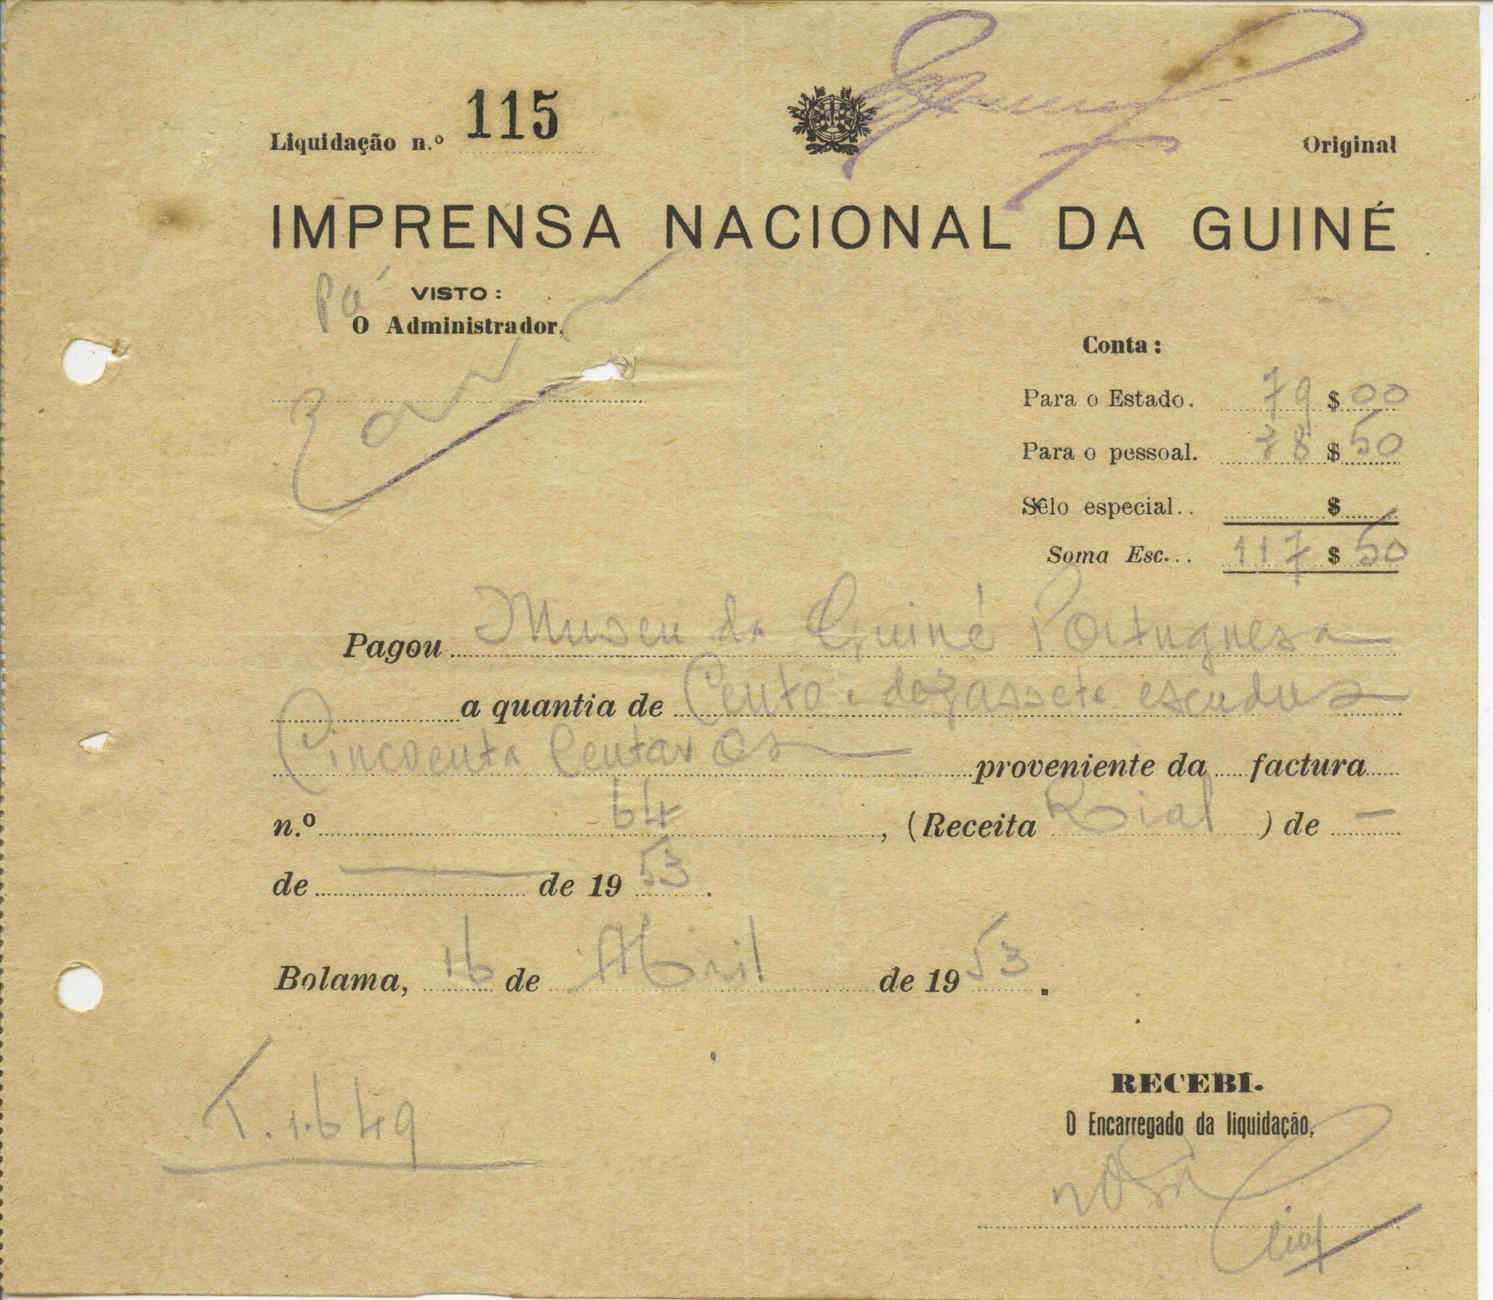 Liquidação n.º 115
Original
IMPRENSA NACIONAL DA GUINÉ
VISTO:
O Administrador,
Conta:
Para o Estado. 79 $ 00
Para o pessoal. 38 $ 50
Sêlo especial.. $
Soma Esc... 117 $ 50
Pagou Museu da Guiné Portuguesa
a quantia de Cento e dezassete escudos
Cincoenta Centavos proveniente da factura
n.º 64, (Receita ) de —
de — de 1953.
Bolama, 16 de Abril de 1953.
T. 1.649
RECEBI.
O Encarregado da liquidação,